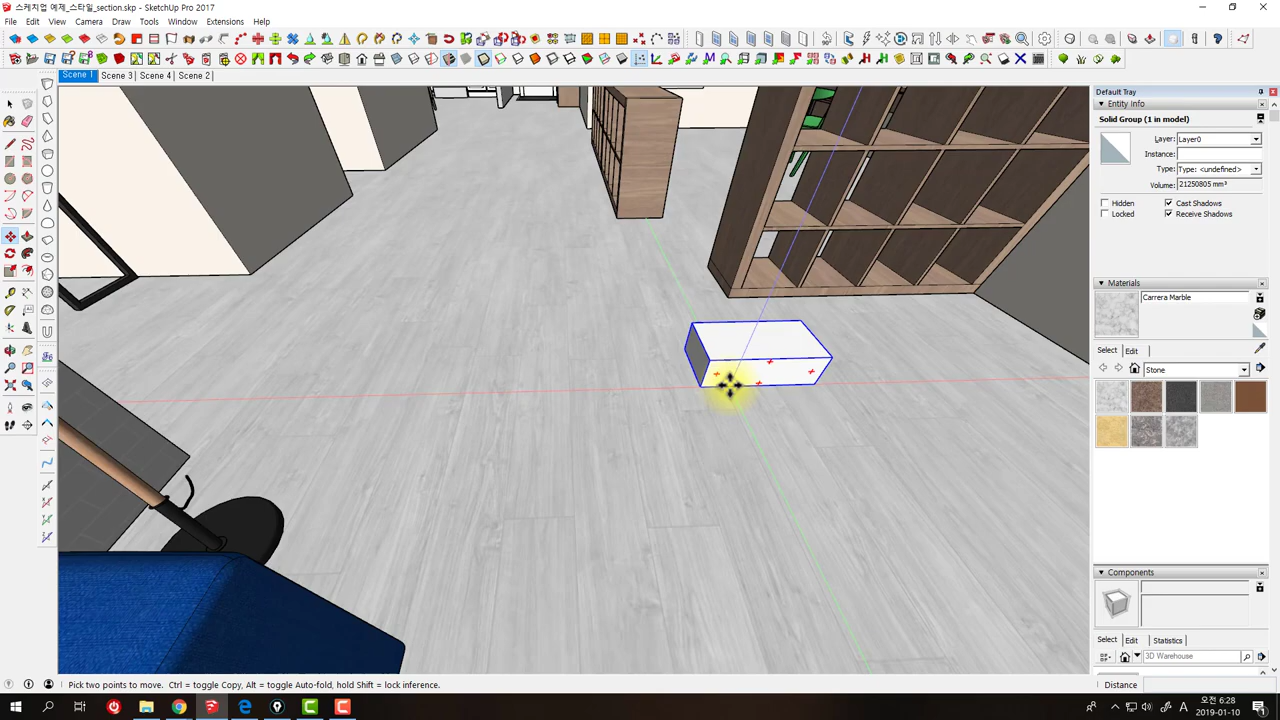 스케치업 예제_스타일_section.skp - SketchUp Pro 2017
File Edit View Camera Draw Tools Window Extensions Help
Scene 1 Scene 3 Scene 4 Scene 2
Default Tray
Entity Info
Solid Group (1 in model)
Layer: Layer0
Instance:
Type: Type: <undefined>
Volume: 21250805 mm³
Hidden Cast Shadows
Locked Receive Shadows
Materials
Carrera Marble
Select Edit
Stone
Components
Select Edit Statistics
3D Warehouse
Pick two points to move. Ctrl = toggle Copy, Alt = toggle Auto-fold, hold Shift = lock inference.
Distance
오전 6:28
2019-01-10